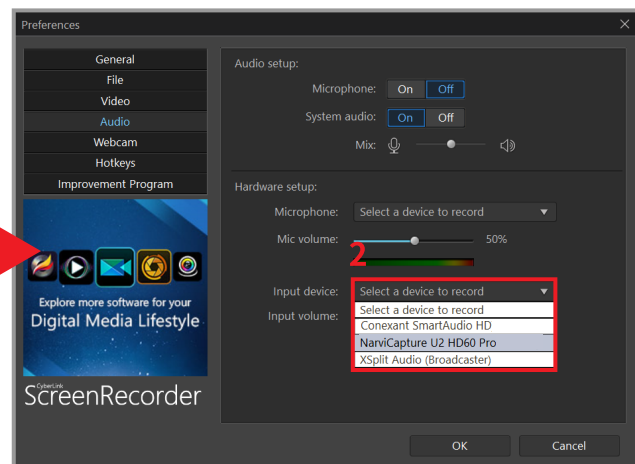 Preferences
General
File
Video
Audio
Webcam
Hotkeys
Improvement Program
Explore more software for your
Digital Media Lifestyle
CyberLink
ScreenRecorder
Audio setup:
Microphone: On Off
System audio: On Off
Mix:
Hardware setup:
Microphone: Select a device to record
Mic volume: 50%
2
Input device: Select a device to record
Input volume: Select a device to record
Conexant SmartAudio HD
NarviCapture U2 HD60 Pro
XSplit Audio (Broadcaster)
OK Cancel